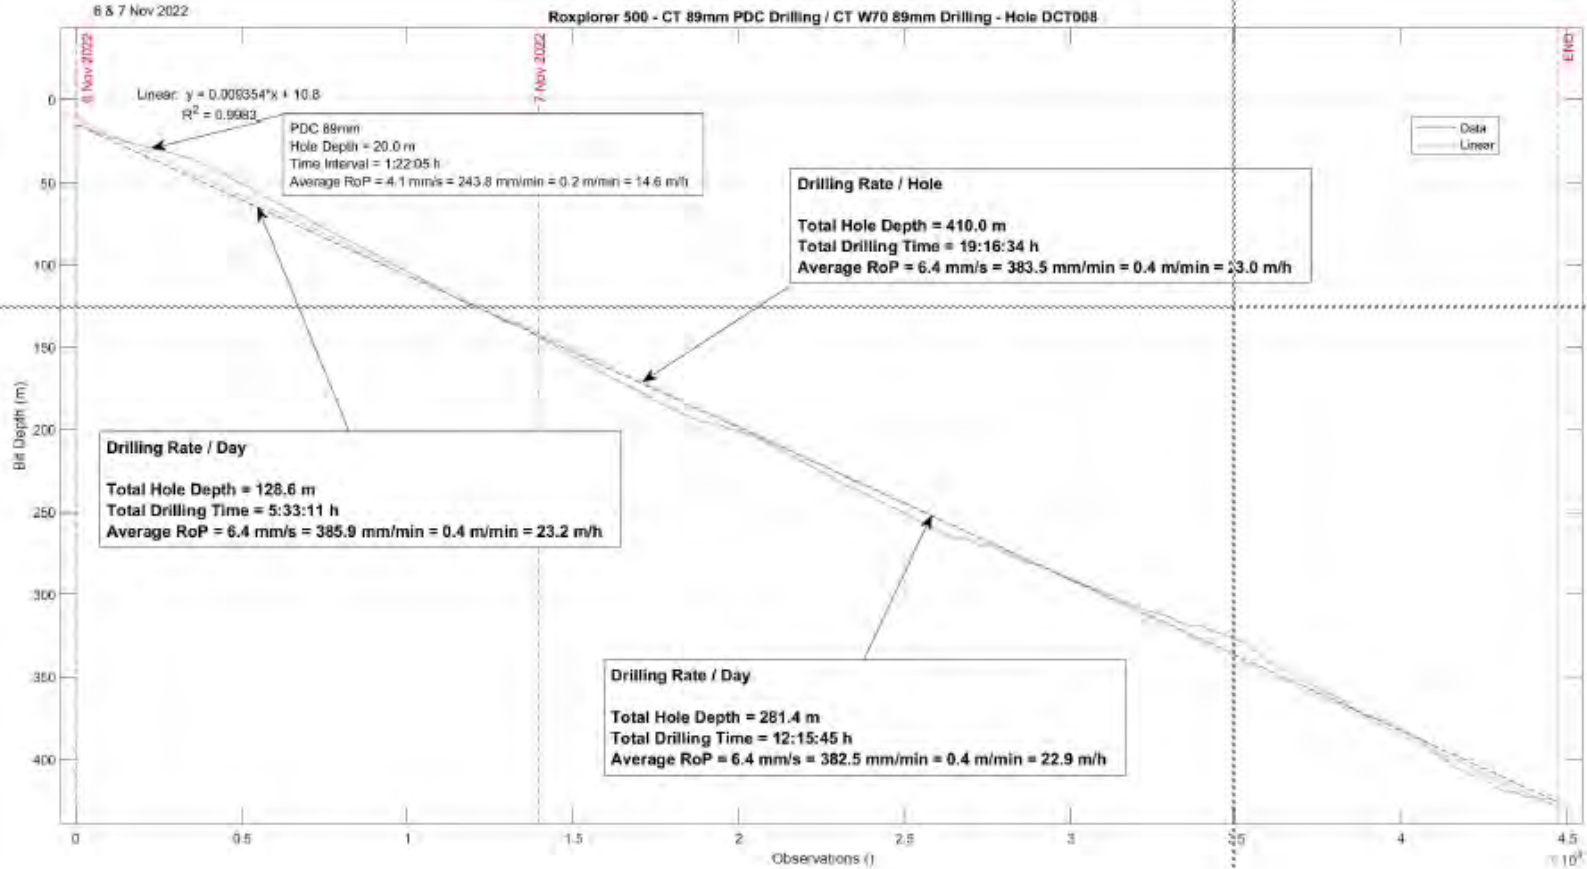 6 & 7 Nov 2022
Roxplorer 500 - CT 89mm PDC Drilling / CT W70 89mm Drilling - Hole DCT008
6 Nov 2022
7 Nov 2022
END
Linear: y = 0.009354*x + 10.8
R² = 0.9983
PDC 89mm
Hole Depth = 20.0 m
Time Interval = 1:22:05 h
Average RoP = 4.1 mm/s = 243.8 mm/min = 0.2 m/min = 14.6 m/h
Data
Linear
Drilling Rate / Hole
Total Hole Depth = 410.0 m
Total Drilling Time = 19:16:34 h
Average RoP = 6.4 mm/s = 383.5 mm/min = 0.4 m/min = 23.0 m/h
Drilling Rate / Day
Total Hole Depth = 128.6 m
Total Drilling Time = 5:33:11 h
Average RoP = 6.4 mm/s = 385.9 mm/min = 0.4 m/min = 23.2 m/h
Drilling Rate / Day
Total Hole Depth = 281.4 m
Total Drilling Time = 12:15:45 h
Average RoP = 6.4 mm/s = 382.5 mm/min = 0.4 m/min = 22.9 m/h
Bit Depth (m)
0
50
100
150
200
250
300
350
400
0
0.5
1
1.5
2
2.5
3
3.5
4
4.5
Observations ()